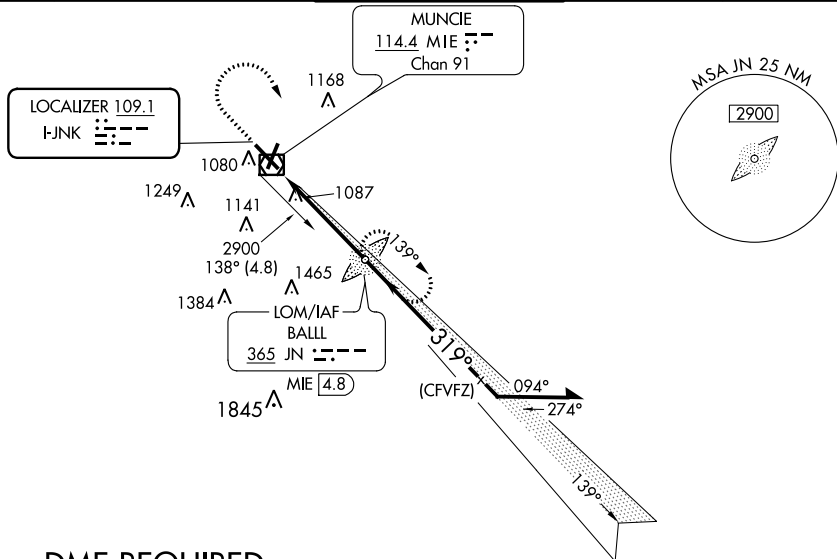 MUNCIE
114.4 MIE
Chan 91
MSA JN 25 NM
2900
LOCALIZER 109.1
I-JNK
1168
1080
1249
1141
1087
2900
138° (4.8)
139°
1465
1384
LOM/IAF
BALLL
365 JN
MIE 4.8
1845
319°
(CFVFZ)
094°
274°
139°
DME REQUIRED